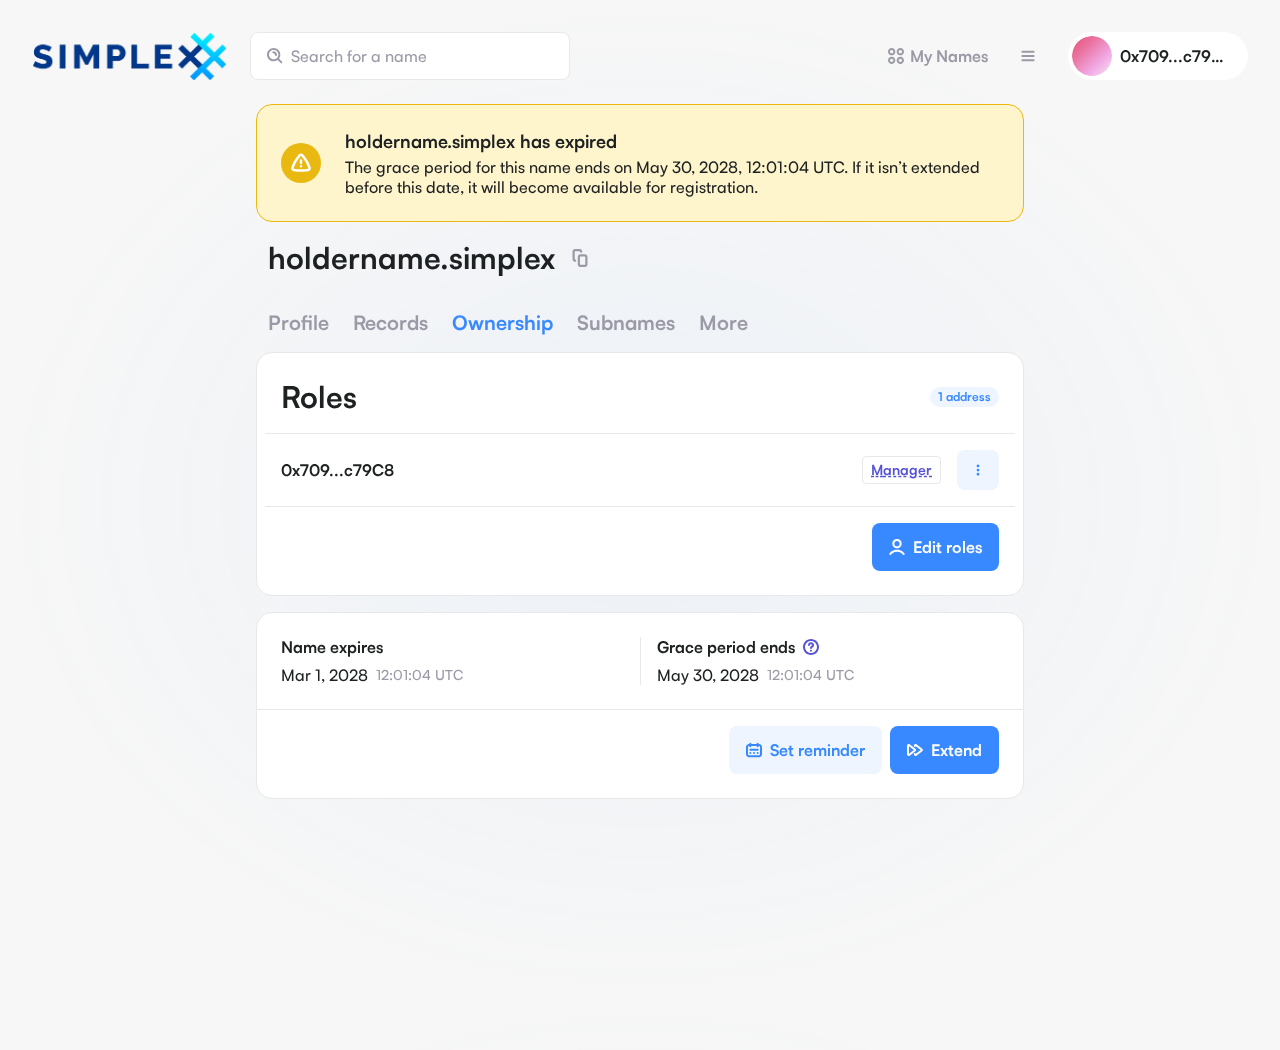 SIMPLEX
Search for a name
My Names
0x709...c79...
holdername.simplex has expired
The grace period for this name ends on May 30, 2028, 12:01:04 UTC. If it isn’t extended
before this date, it will become available for registration.
holdername.simplex
Profile Records Ownership Subnames More
Roles
1 address
0x709...c79C8
Manager
Edit roles
Name expires
Mar 1, 2028 12:01:04 UTC
Grace period ends
May 30, 2028 12:01:04 UTC
Set reminder
Extend